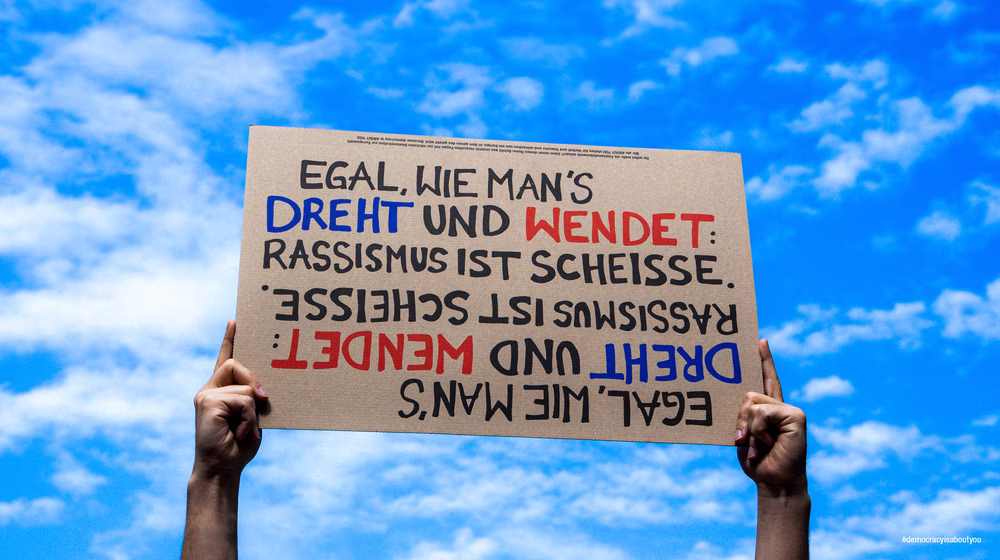 EGAL, WIE MAN'S
DREHT UND WENDET:
RASSISMUS IST SCHEISSE.
EGAL, WIE MAN'S
DREHT UND WENDET:
RASSISMUS IST SCHEISSE.
#democracyisaboutyou